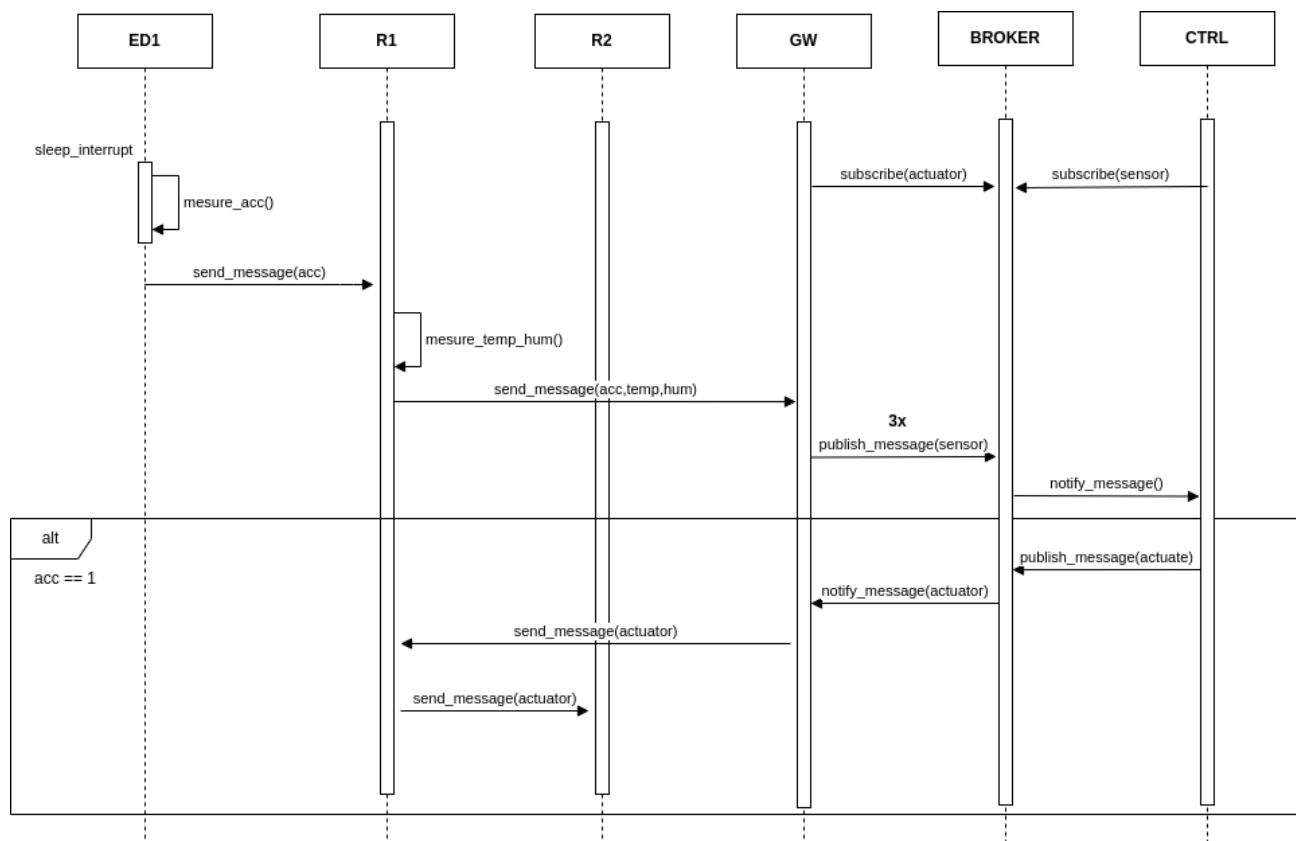 ED1
R1
R2
GW
BROKER
CTRL
sleep_interrupt
subscribe(actuator)
subscribe(sensor)
mesure_acc()
send_message(acc)
mesure_temp_hum()
send_message(acc,temp,hum)
3x
publish_message(sensor)
notify_message()
alt
acc == 1
publish_message(actuate)
notify_message(actuator)
send_message(actuator)
send_message(actuator)